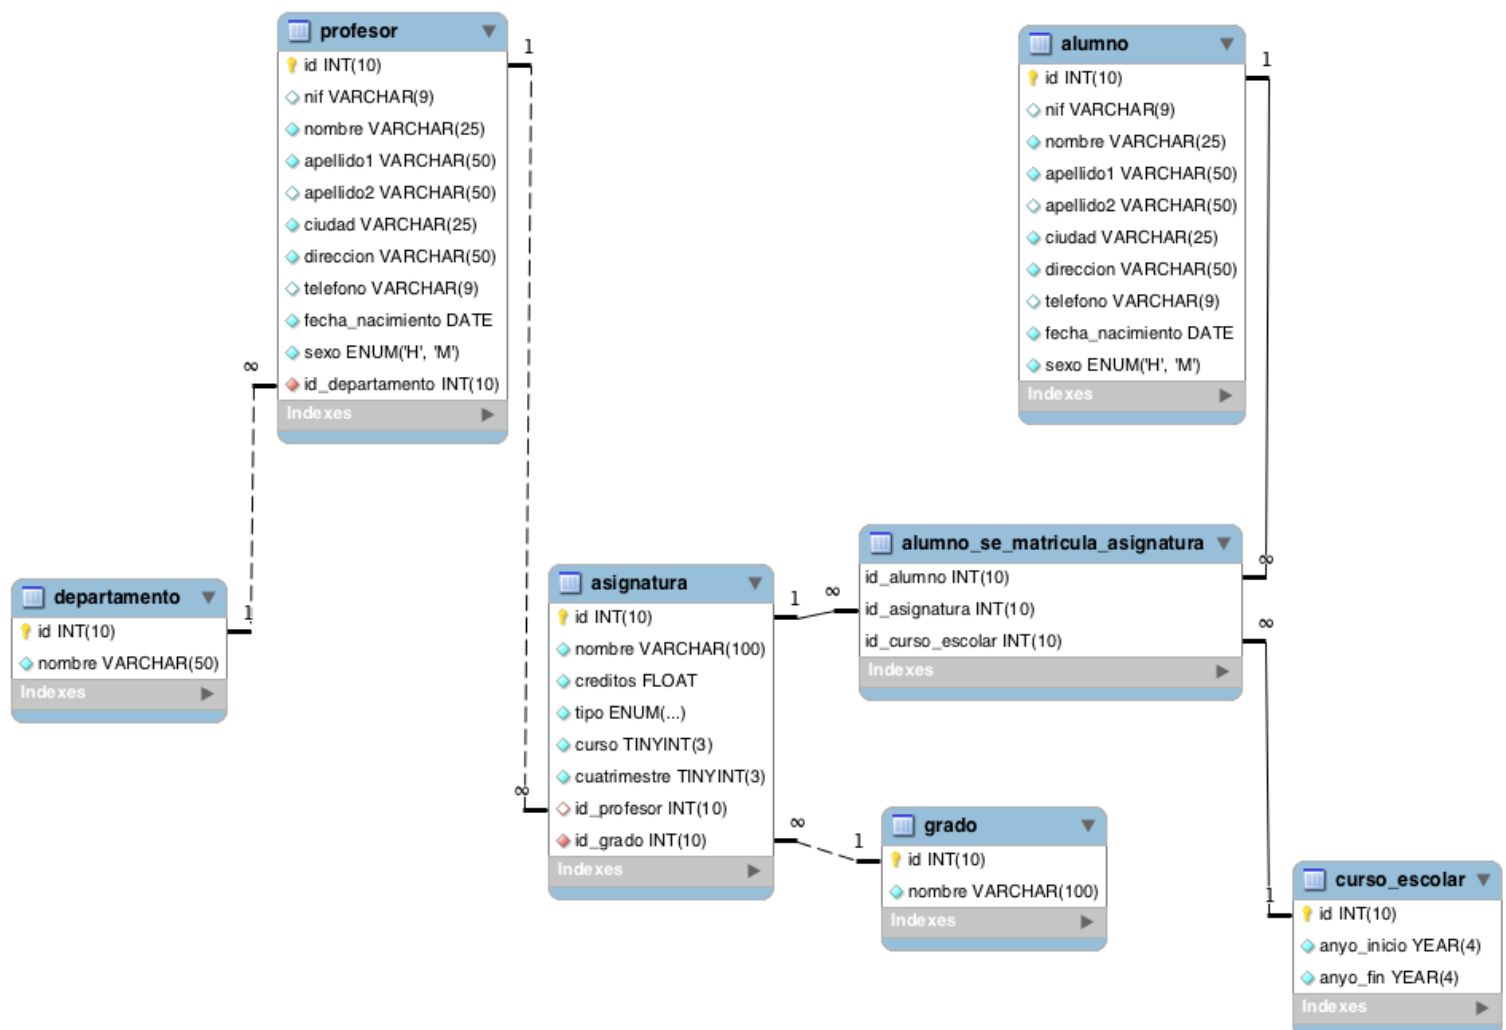 profesor
id INT(10)
nif VARCHAR(9)
nombre VARCHAR(25)
apellido1 VARCHAR(50)
apellido2 VARCHAR(50)
ciudad VARCHAR(25)
direccion VARCHAR(50)
telefono VARCHAR(9)
fecha_nacimiento DATE
sexo ENUM('H', 'M')
id_departamento INT(10)
Indexes
1
∞
alumno
id INT(10)
nif VARCHAR(9)
nombre VARCHAR(25)
apellido1 VARCHAR(50)
apellido2 VARCHAR(50)
ciudad VARCHAR(25)
direccion VARCHAR(50)
telefono VARCHAR(9)
fecha_nacimiento DATE
sexo ENUM('H', 'M')
Indexes
1
departamento
id INT(10)
nombre VARCHAR(50)
Indexes
1
asignatura
id INT(10)
nombre VARCHAR(100)
creditos FLOAT
tipo ENUM(...)
curso TINYINT(3)
cuatrimestre TINYINT(3)
id_profesor INT(10)
id_grado INT(10)
Indexes
1
∞
∞
∞
alumno_se_matricula_asignatura
id_alumno INT(10)
id_asignatura INT(10)
id_curso_escolar INT(10)
Indexes
∞
∞
grado
id INT(10)
nombre VARCHAR(100)
Indexes
1
curso_escolar
id INT(10)
anyo_inicio YEAR(4)
anyo_fin YEAR(4)
Indexes
1